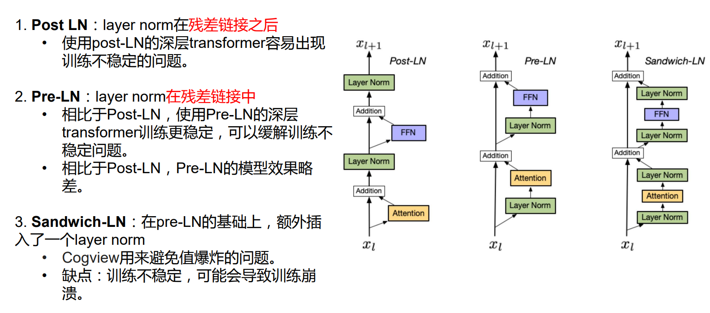 1. Post LN：layer norm在残差链接之后
• 使用post-LN的深层transformer容易出现
训练不稳定的问题。
2. Pre-LN：layer norm在残差链接中
• 相比于Post-LN，使用Pre-LN的深层
transformer训练更稳定，可以缓解训练不
稳定问题。
• 相比于Post-LN，Pre-LN的模型效果略
差。
3. Sandwich-LN：在pre-LN的基础上，额外插
入了一个layer norm
• Cogview用来避免值爆炸的问题。
• 缺点：训练不稳定，可能会导致训练崩
溃。
x_{l+1}
Post-LN
Layer Norm
Addition
FFN
Layer Norm
Addition
Attention
x_l
x_{l+1}
Pre-LN
Addition
FFN
Layer Norm
Addition
Attention
Layer Norm
x_l
x_{l+1}
Sandwich-LN
Addition
Layer Norm
FFN
Layer Norm
Addition
Layer Norm
Attention
Layer Norm
x_l